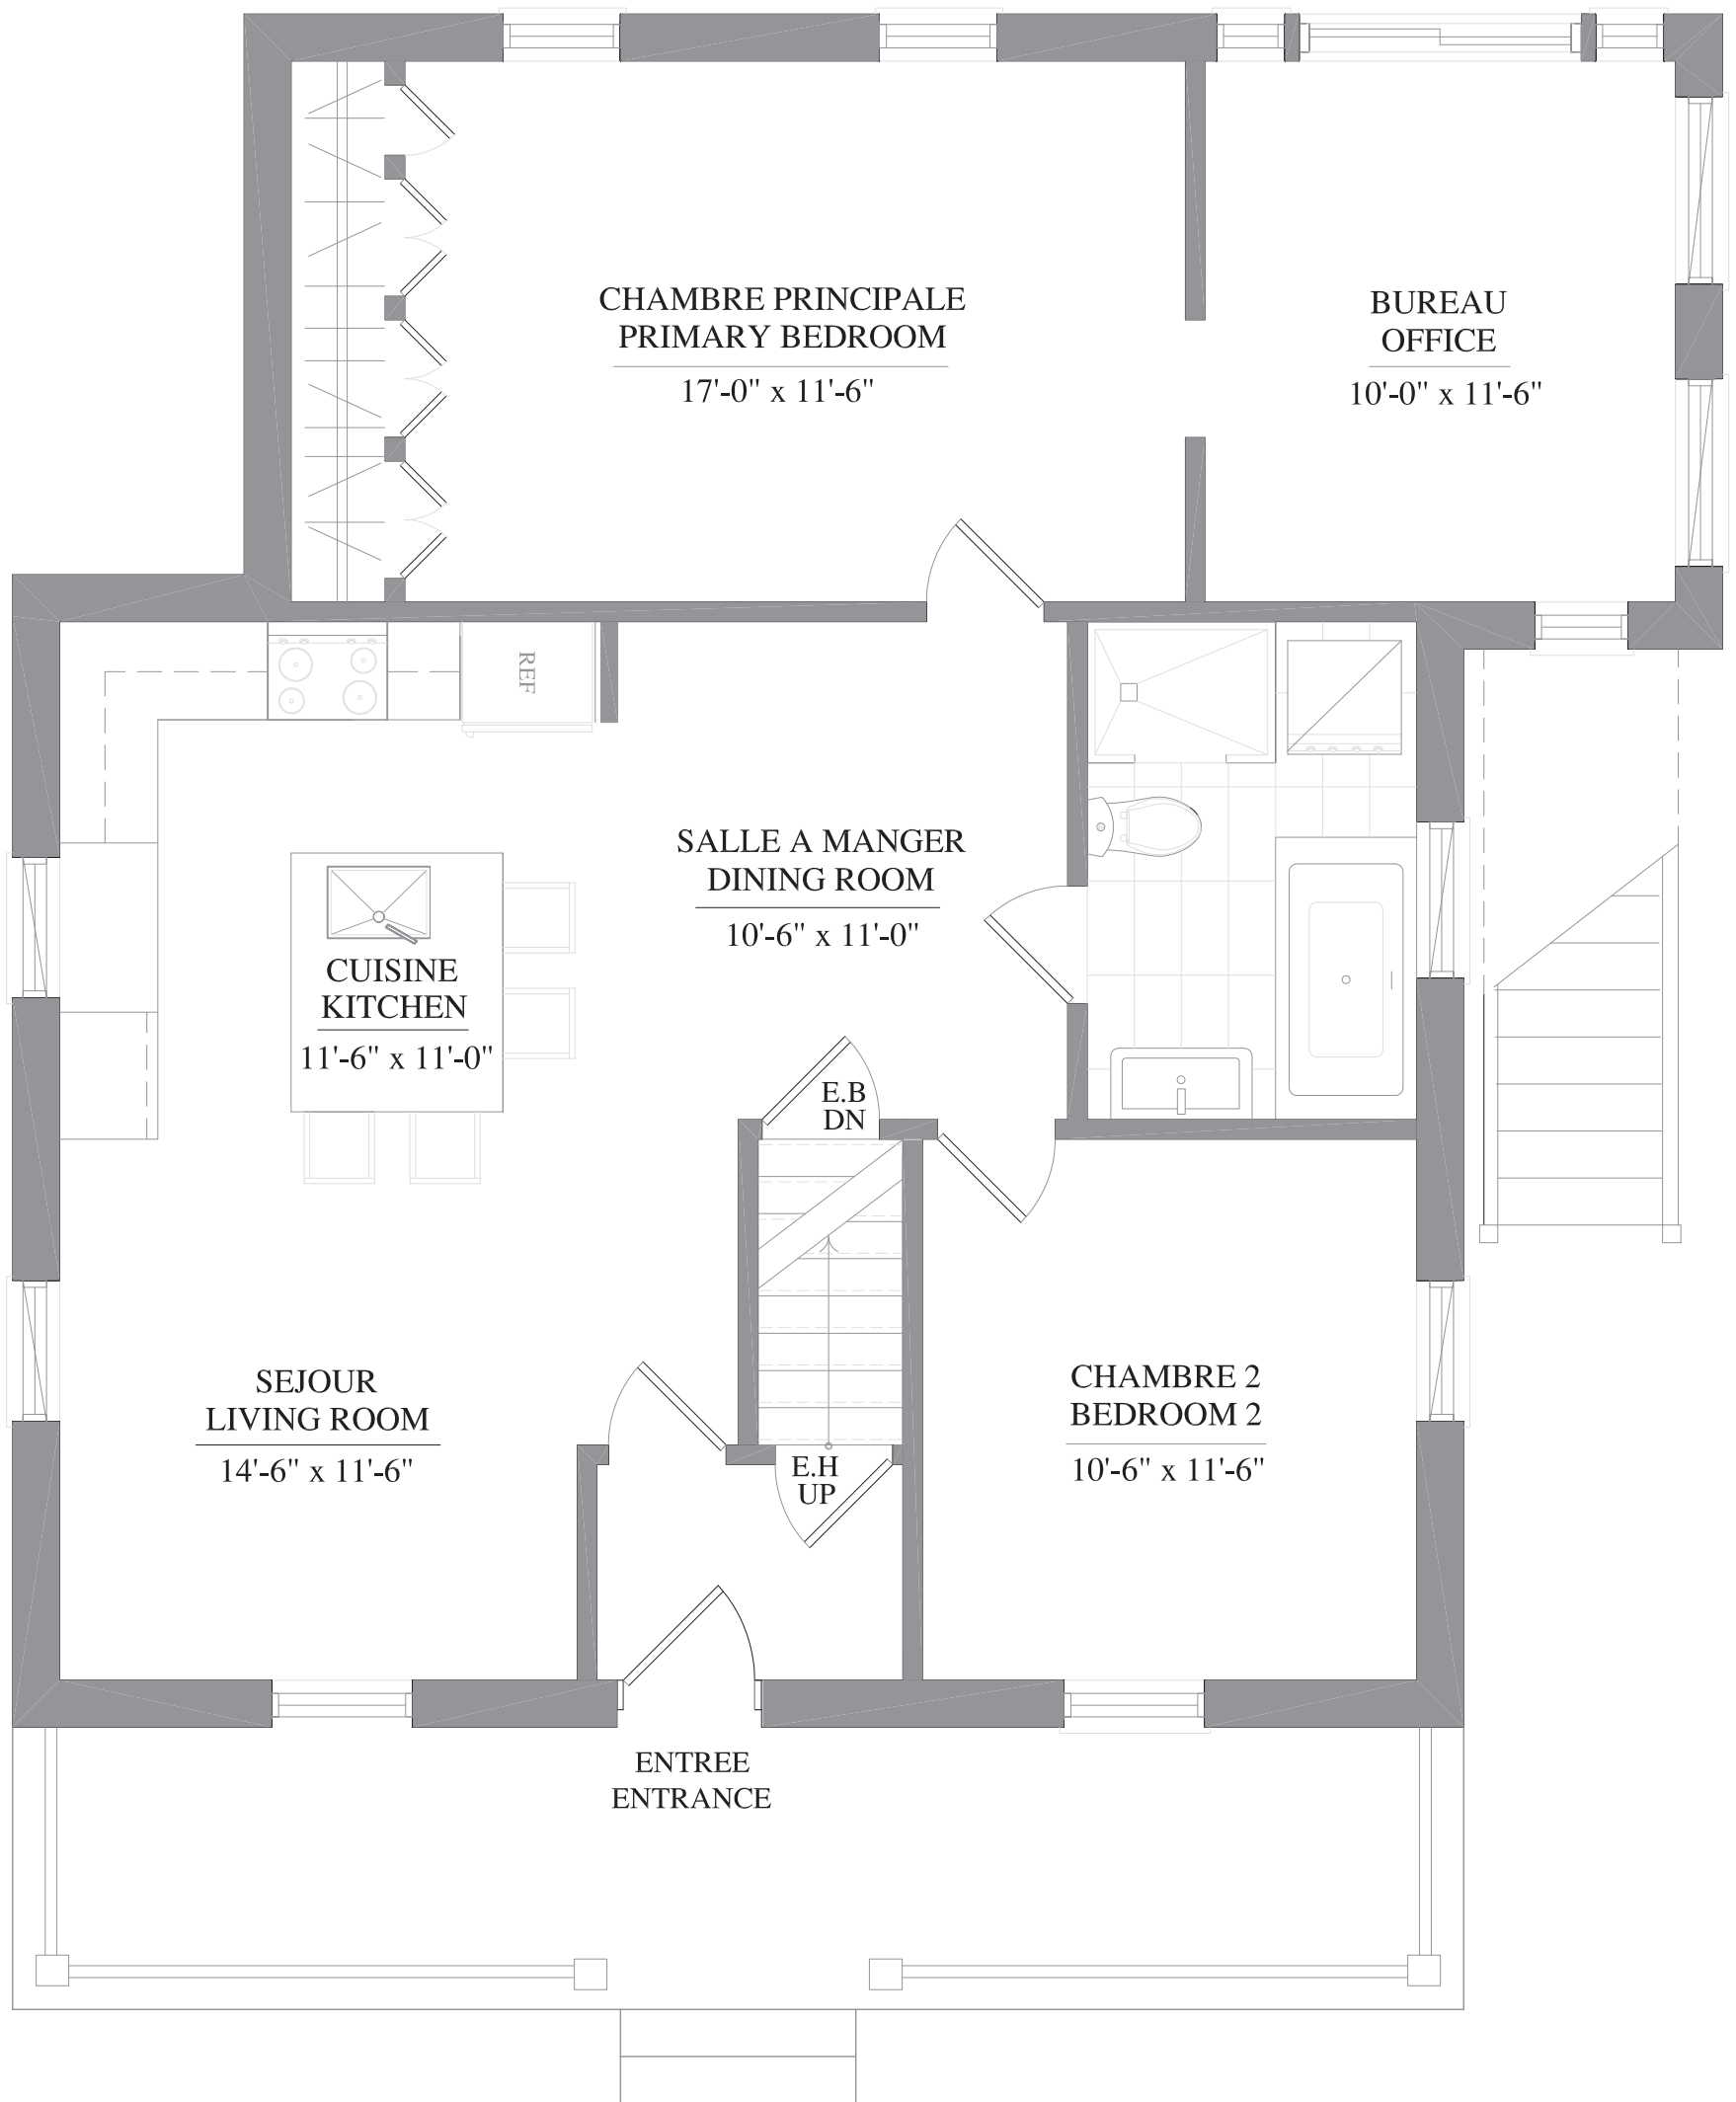 CHAMBRE PRINCIPALE
PRIMARY BEDROOM
17'-0" x 11'-6"
BUREAU
OFFICE
10'-0" x 11'-6"
REF
SALLE A MANGER
DINING ROOM
10'-6" x 11'-0"
CUISINE
KITCHEN
11'-6" x 11'-0"
E.B
DN
SEJOUR
LIVING ROOM
14'-6" x 11'-6"
E.H
UP
CHAMBRE 2
BEDROOM 2
10'-6" x 11'-6"
ENTREE
ENTRANCE